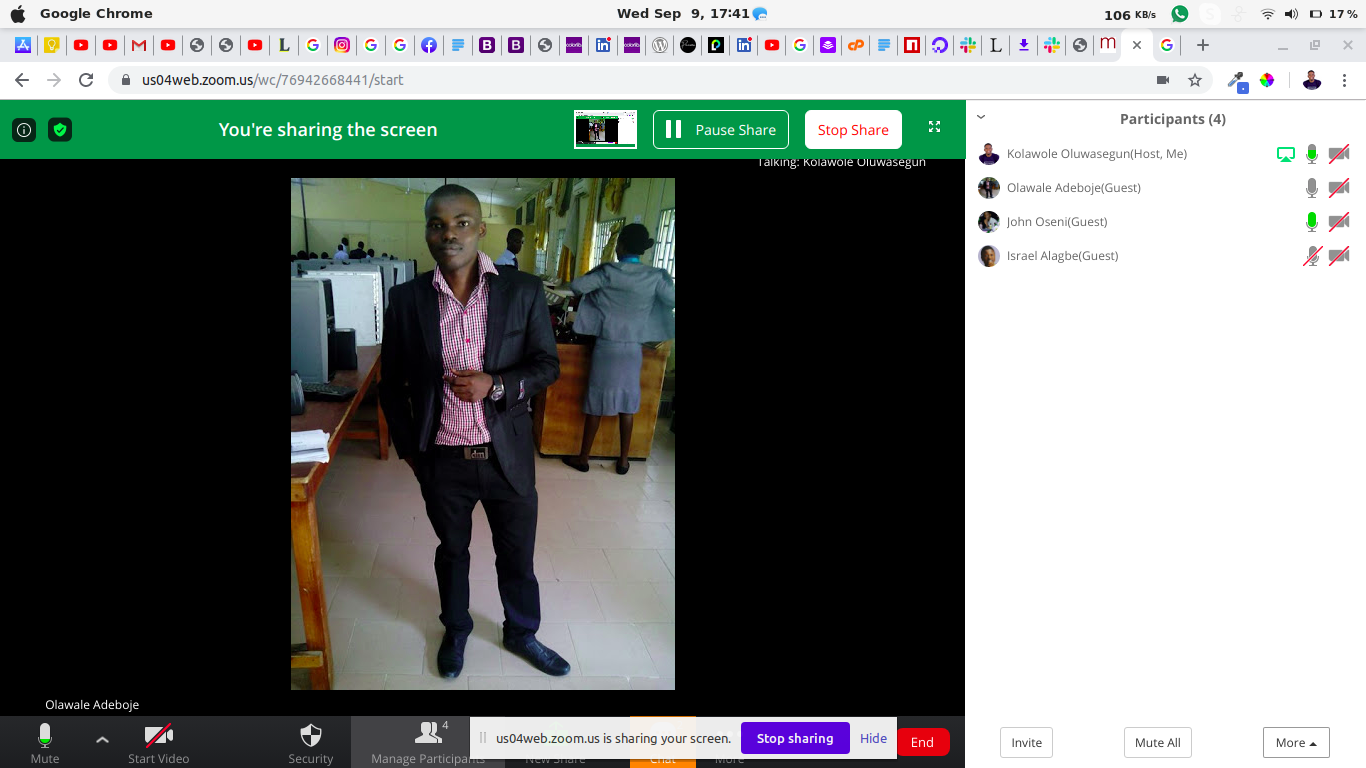 Google Chrome
Wed Sep 9, 17:41
106 KB/s
17 %
us04web.zoom.us/wc/76942668441/start
You're sharing the screen
Pause Share
Stop Share
Talking: Kolawole Oluwasegun
Participants (4)
Kolawole Oluwasegun(Host, Me)
Olawale Adeboje(Guest)
John Oseni(Guest)
Israel Alagbe(Guest)
dm
Olawale Adeboje
Mute
Start Video
Security
4
Manage Participants
New Share
Chat
More
us04web.zoom.us is sharing your screen.
Stop sharing
Hide
End
Invite
Mute All
More